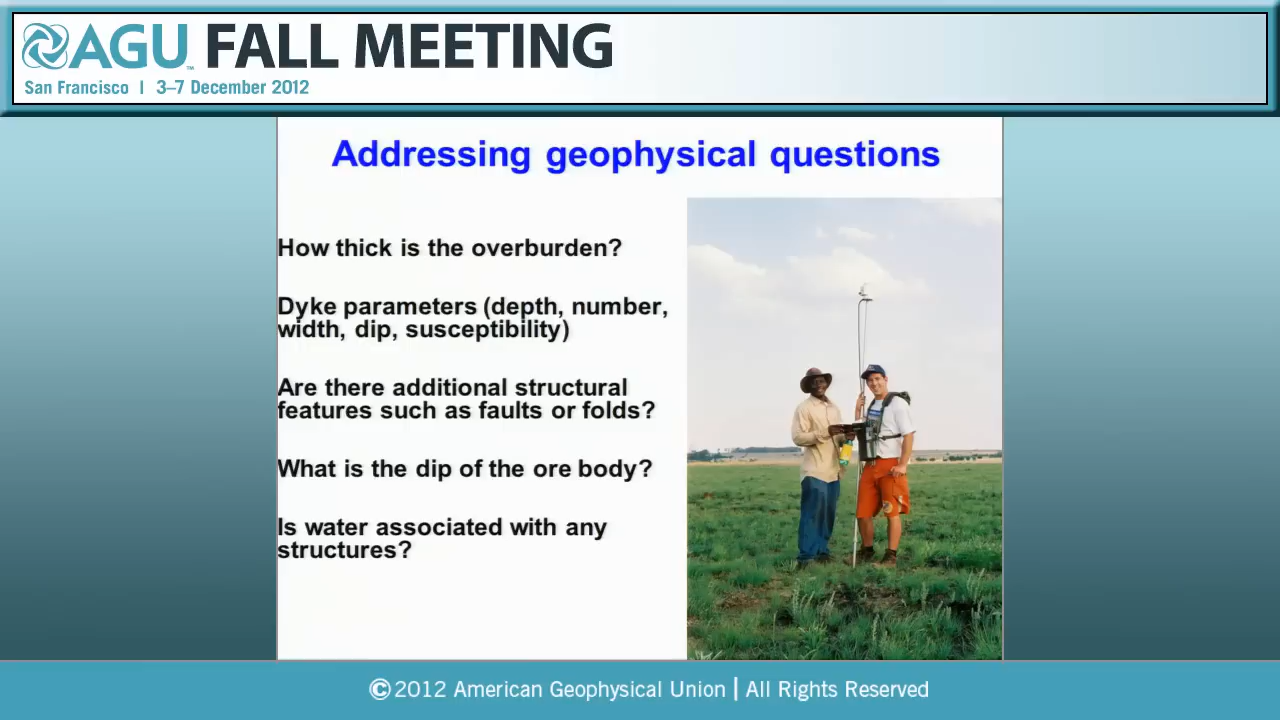 AGU™ FALL MEETING
San Francisco | 3–7 December 2012
Addressing geophysical questions
How thick is the overburden?
Dyke parameters (depth, number,
width, dip, susceptibility)
Are there additional structural
features such as faults or folds?
What is the dip of the ore body?
Is water associated with any
structures?
©2012 American Geophysical Union | All Rights Reserved